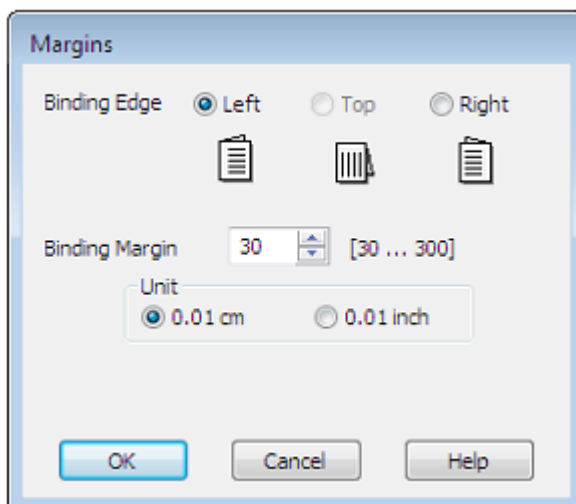 Margins
Binding Edge Left Top Right
Binding Margin 30 [30 ... 300]
Unit
0.01 cm 0.01 inch
OK Cancel Help